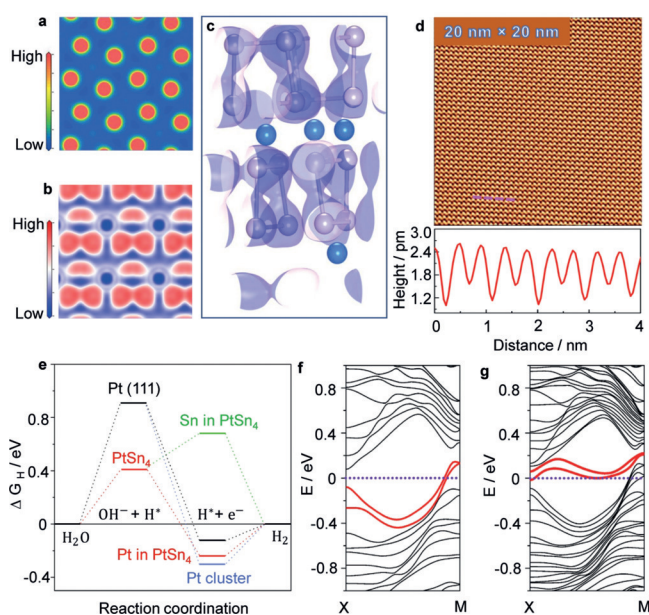 a
High
Low
b
High
Low
c
d
20 nm × 20 nm
Height / pm
3.0
2.4
1.8
1.2
0 1 2 3 4
Distance / nm
e
Δ G_H / eV
0.8
0.4
0
-0.4
Pt (111)
Sn in PtSn₄
PtSn₄
OH⁻ + H* H* + e⁻
H₂O H₂
Pt in PtSn₄
Pt cluster
Reaction coordination
f
E / eV
0.8
0.4
0
-0.4
-0.8
X M
g
E / eV
0.8
0.4
0
-0.4
-0.8
X M